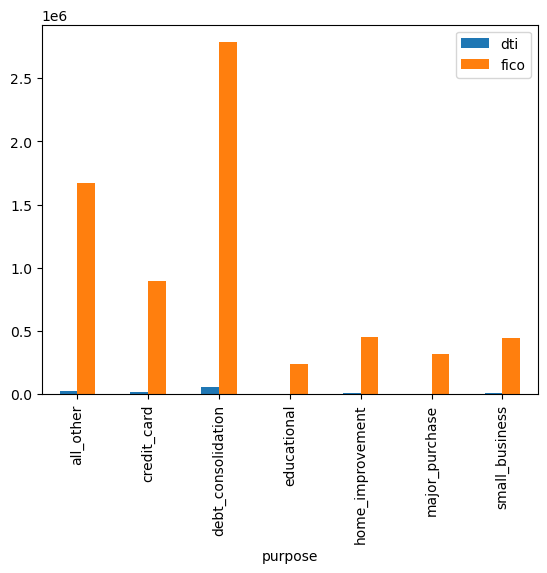 1e6
dti
fico
2.5
2.0
1.5
1.0
0.5
0.0
all_other
credit_card
debt_consolidation
educational
home_improvement
major_purchase
small_business
purpose